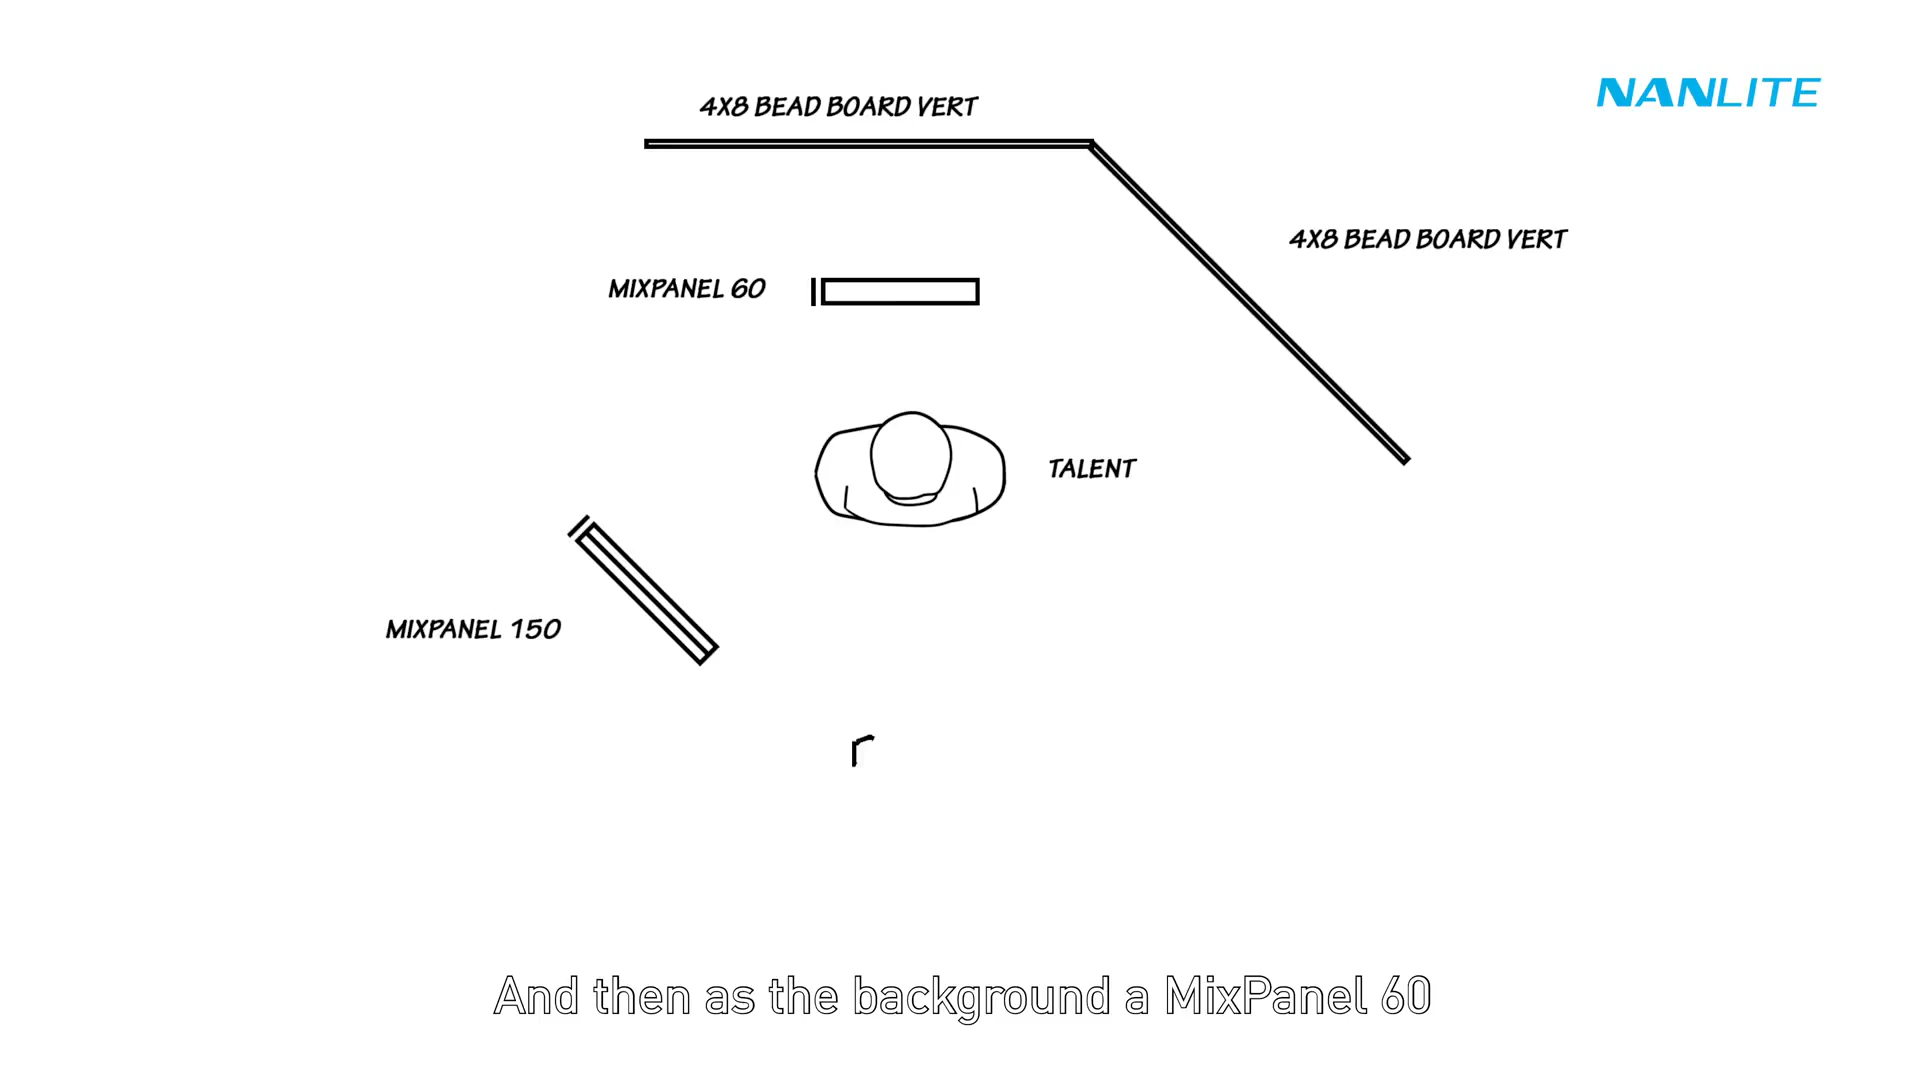 NANLITE
4X8 BEAD BOARD VERT
4X8 BEAD BOARD VERT
MIXPANEL 60
TALENT
MIXPANEL 150
And then as the background a MixPanel 60